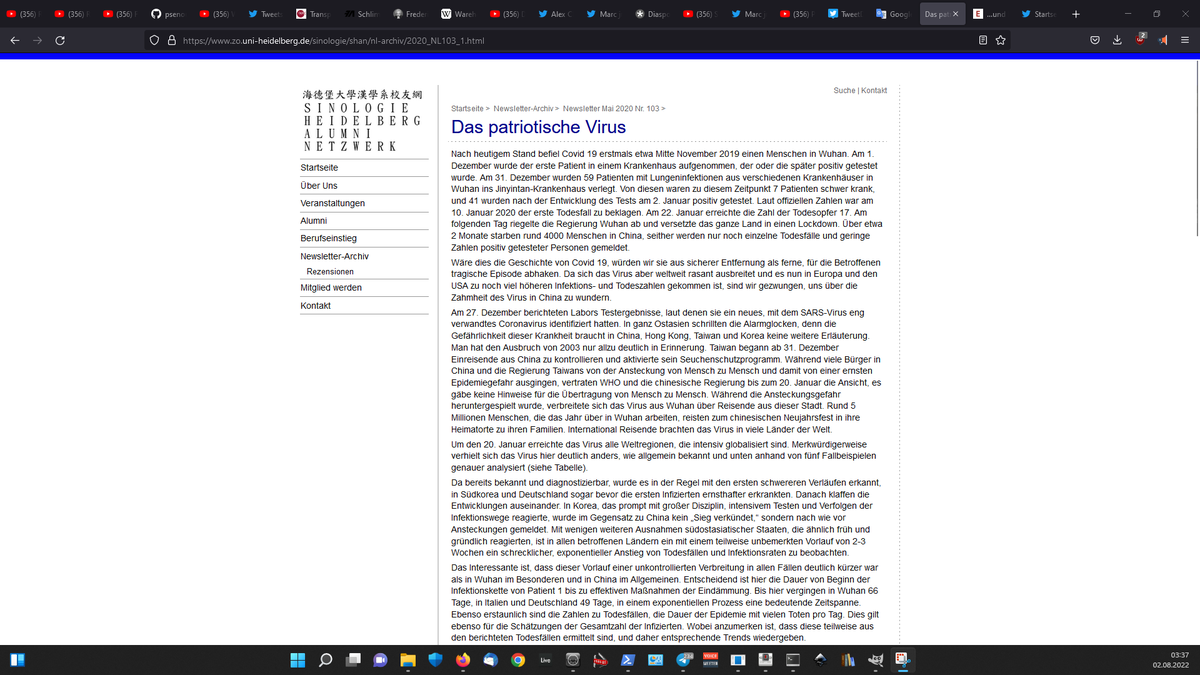 (356)
(356) F
(356) F
pseno
(356)
Tweets
Transp
Schlim
Freder
Wareh
(356) [
Alex C
Marc J
Diasp
(356) S
Marc J
(356) I
Tweetl
Googl
Das pat
...und
Startse
https://www.zo.uni-heidelberg.de/sinologie/shan/nl-archiv/2020_NL103_1.html
2
海德堡大學漢學系校友網
SINOLOGIE
HEIDELBERG
ALUMNI
NETZWERK
Startseite
Über Uns
Veranstaltungen
Alumni
Berufseinstieg
Newsletter-Archiv
Rezensionen
Mitglied werden
Kontakt
Suche | Kontakt
Startseite > Newsletter-Archiv > Newsletter Mai 2020 Nr. 103 >
Das patriotische Virus
Nach heutigem Stand befiel Covid 19 erstmals etwa Mitte November 2019 einen Menschen in Wuhan. Am 1.
Dezember wurde der erste Patient in einem Krankenhaus aufgenommen, der oder die später positiv getestet
wurde. Am 31. Dezember wurden 59 Patienten mit Lungeninfektionen aus verschiedenen Krankenhäuser in
Wuhan ins Jinyintan-Krankenhaus verlegt. Von diesen waren zu diesem Zeitpunkt 7 Patienten schwer krank,
und 41 wurden nach der Entwicklung des Tests am 2. Januar positiv getestet. Laut offiziellen Zahlen war am
10. Januar 2020 der erste Todesfall zu beklagen. Am 22. Januar erreichte die Zahl der Todesopfer 17. Am
folgenden Tag riegelte die Regierung Wuhan ab und versetzte das ganze Land in einen Lockdown. Über etwa
2 Monate starben rund 4000 Menschen in China, seither werden nur noch einzelne Todesfälle und geringe
Zahlen positiv getesteter Personen gemeldet.
Wäre dies die Geschichte von Covid 19, würden wir sie aus sicherer Entfernung als ferne, für die Betroffenen
tragische Episode abhaken. Da sich das Virus aber weltweit rasant ausbreitet und es nun in Europa und den
USA zu noch viel höheren Infektions- und Todeszahlen gekommen ist, sind wir gezwungen, uns über die
Zahmheit des Virus in China zu wundern.
Am 27. Dezember berichteten Labors Testergebnisse, laut denen sie ein neues, mit dem SARS-Virus eng
verwandtes Coronavirus identifiziert hatten. In ganz Ostasien schrillten die Alarmglocken, denn die
Gefährlichkeit dieser Krankheit braucht in China, Hong Kong, Taiwan und Korea keine weitere Erläuterung.
Man hat den Ausbruch von 2003 nur allzu deutlich in Erinnerung. Taiwan begann ab 31. Dezember
Einreisende aus China zu kontrollieren und aktivierte sein Seuchenschutzprogramm. Während viele Bürger in
China und die Regierung Taiwans von der Ansteckung von Mensch zu Mensch und damit von einer ernsten
Epidemiegefahr ausgingen, vertraten WHO und die chinesische Regierung bis zum 20. Januar die Ansicht, es
gäbe keine Hinweise für die Übertragung von Mensch zu Mensch. Während die Ansteckungsgefahr
heruntergespielt wurde, verbreitete sich das Virus aus Wuhan über Reisende aus dieser Stadt. Rund 5
Millionen Menschen, die das Jahr über in Wuhan arbeiten, reisten zum chinesischen Neujahrsfest in ihre
Heimatorte zu ihren Familien. International Reisende brachten das Virus in viele Länder der Welt.
Um den 20. Januar erreichte das Virus alle Weltregionen, die intensiv globalisiert sind. Merkwürdigerweise
verhielt sich das Virus hier deutlich anders, wie allgemein bekannt und unten anhand von fünf Fallbeispielen
genauer analysiert (siehe Tabelle).
Da bereits bekannt und diagnostizierbar, wurde es in der Regel mit den ersten schwereren Verläufen erkannt,
in Südkorea und Deutschland sogar bevor die ersten Infizierten ernsthafter erkrankten. Danach klaffen die
Entwicklungen auseinander. In Korea, das prompt mit großer Disziplin, intensivem Testen und Verfolgen der
Infektionswege reagierte, wurde im Gegensatz zu China kein „Sieg verkündet,“ sondern nach wie vor
Ansteckungen gemeldet. Mit wenigen weiteren Ausnahmen südostasiatischer Staaten, die ähnlich früh und
gründlich reagierten, ist in allen betroffenen Ländern ein mit einem teilweise unbemerkten Vorlauf von 2-3
Wochen ein schrecklicher, exponentieller Anstieg von Todesfällen und Infektionsraten zu beobachten.
Das Interessante ist, dass dieser Vorlauf einer unkontrollierten Verbreitung in allen Fällen deutlich kürzer war
als in Wuhan im Besonderen und in China im Allgemeinen. Entscheidend ist hier die Dauer von Beginn der
Infektionskette von Patient 1 bis zu effektiven Maßnahmen der Eindämmung. Bis hier vergingen in Wuhan 66
Tage, in Italien und Deutschland 49 Tage, in einem exponentiellen Prozess eine bedeutende Zeitspanne.
Ebenso erstaunlich sind die Zahlen zu Todesfällen, die Dauer der Epidemie mit vielen Toten pro Tag. Dies gilt
ebenso für die Schätzungen der Gesamtzahl der Infizierten. Wobei anzumerken ist, dass diese teilweise aus
den berichteten Todesfällen ermittelt sind, und daher entsprechende Trends wiedergeben.
Live
03:37
02.08.2022